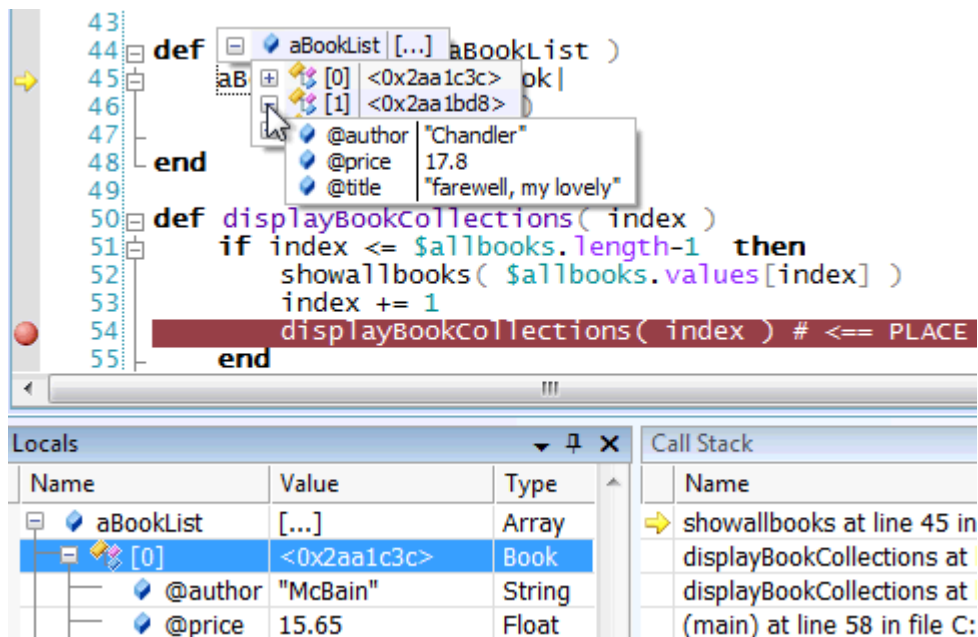 43
44 def aBookList [...] aBookList )
45 aB [0] <0x2aa1c3c> ok|
46 [1] <0x2aa1bd8> )
47 @author "Chandler"
@price 17.8
48 end
@title "farewell, my lovely"
49
50 def displayBookCollections( index )
51 if index <= $allbooks.length-1 then
52 showallbooks( $allbooks.values[index] )
53 index += 1
54 displayBookCollections( index ) # <== PLACE
55 end
Locals
Call Stack
Name Value Type
Name
aBookList [...] Array
showallbooks at line 45 in
[0] <0x2aa1c3c> Book
displayBookCollections at
@author "McBain" String
displayBookCollections at
@price 15.65 Float
(main) at line 58 in file C: